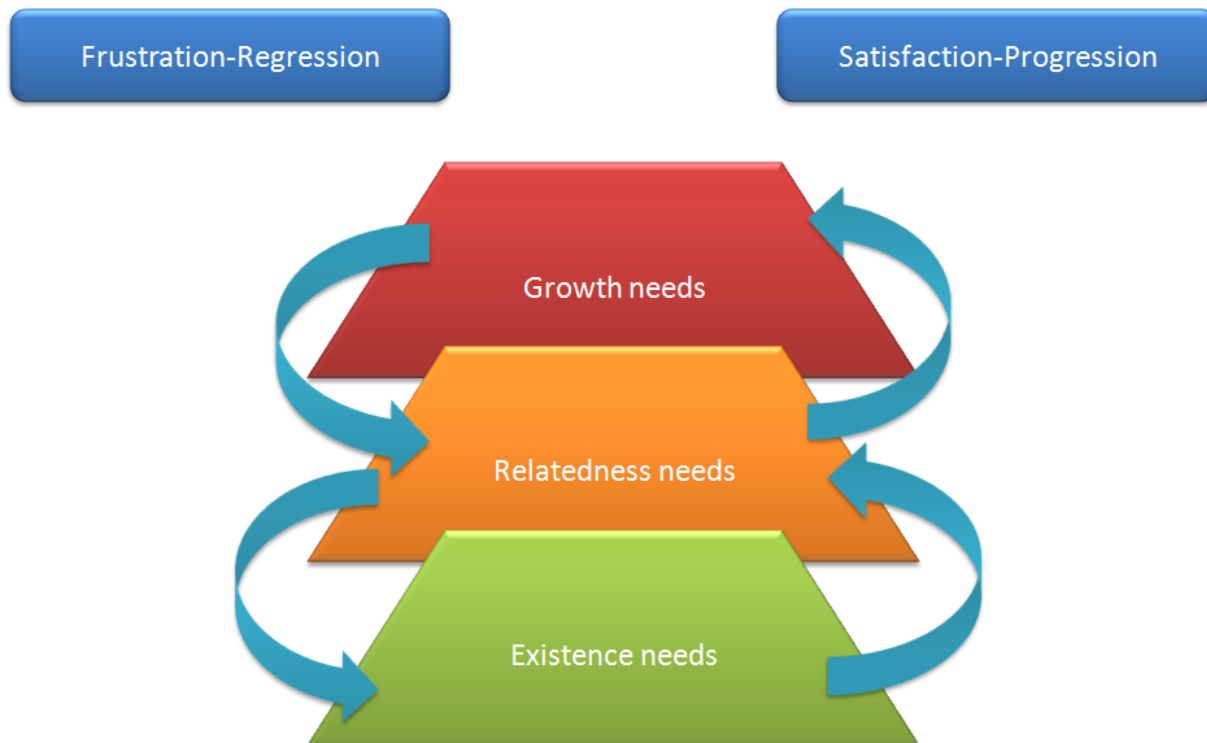 Frustration-Regression
Satisfaction-Progression
Growth needs
Relatedness needs
Existence needs